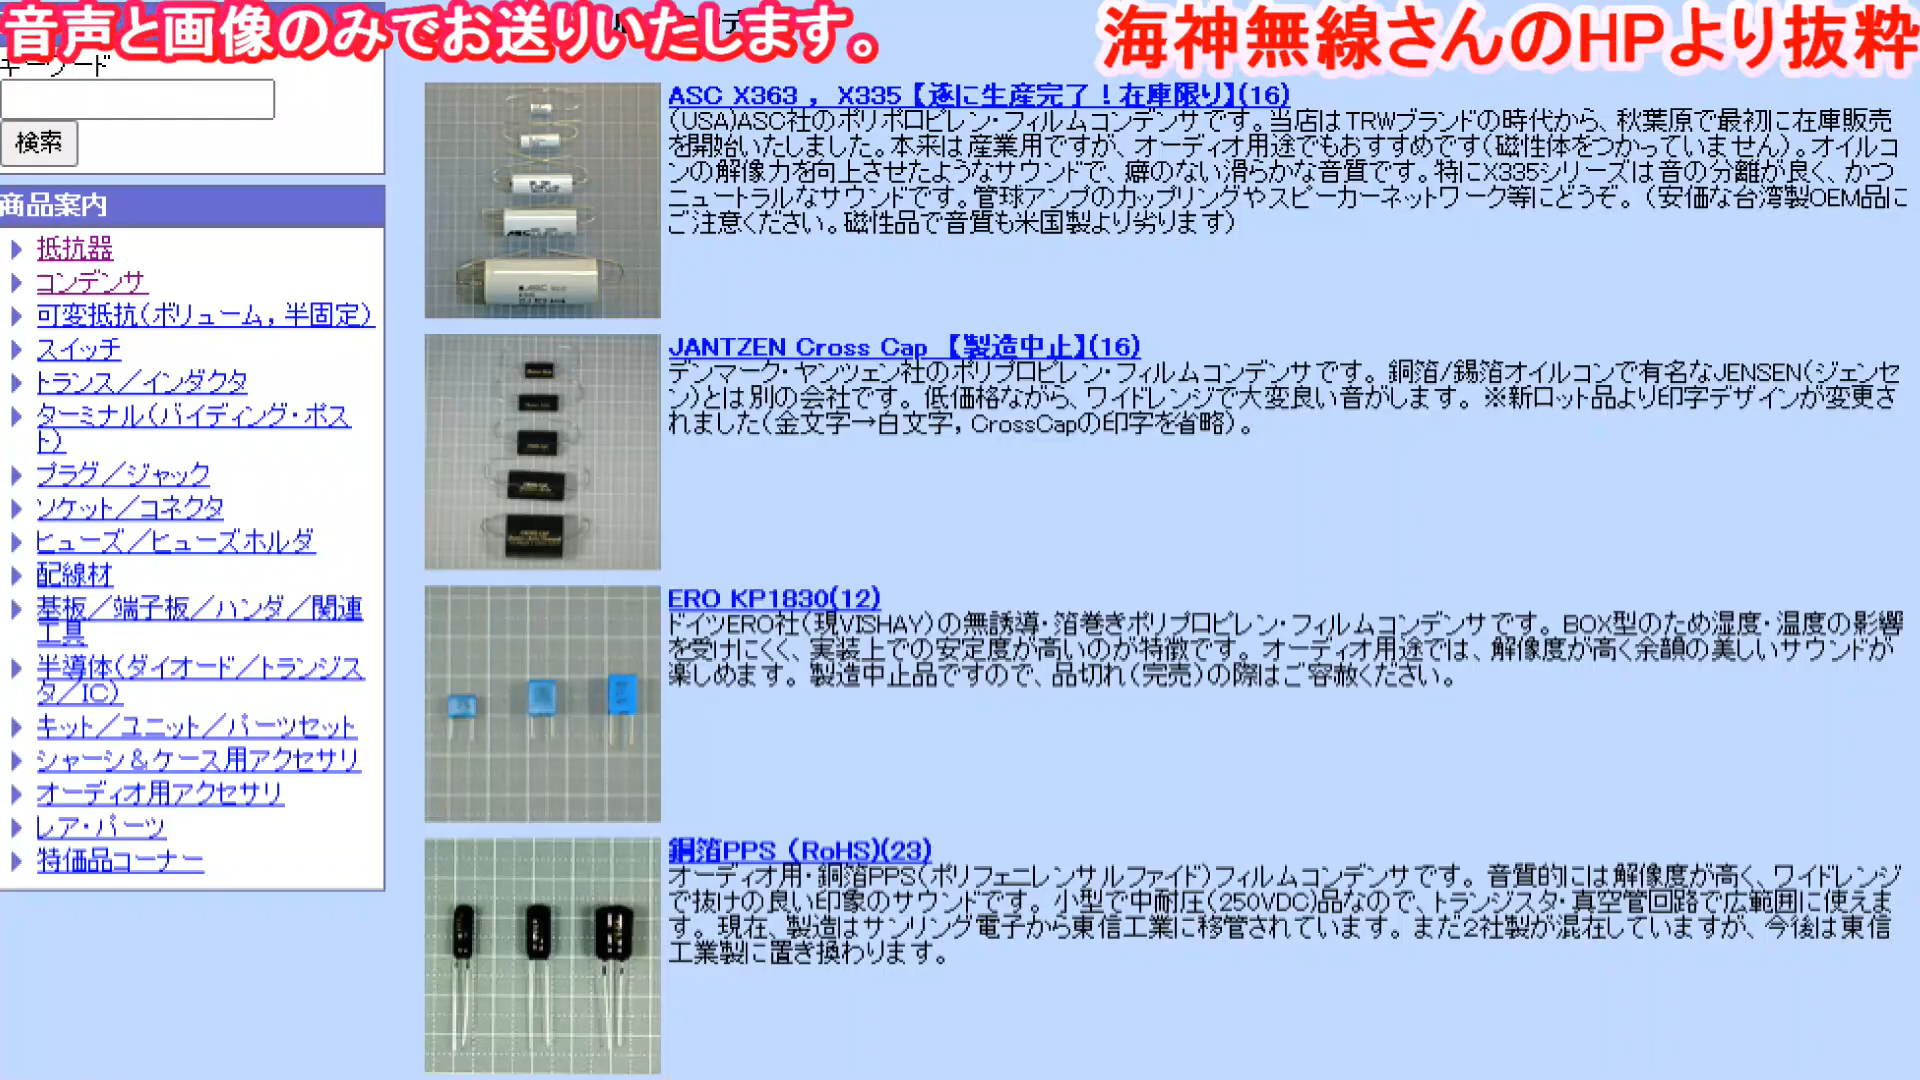 音声と画像のみでお送りいたします。
海神無線さんのHPより抜粋
キーワード
検索
商品案内
抵抗器
コンデンサ
可変抵抗(ボリューム, 半固定)
スイッチ
トランス/インダクタ
ターミナル(バイディング・ポス
ト)
プラグ/ジャック
ソケット/コネクタ
ヒューズ/ヒューズホルダ
配線材
基板/端子板/ハンダ/関連
工具
半導体(ダイオード/トランジス
タ/IC)
キット/ユニット/パーツセット
シャーシ&ケース用アクセサリ
オーディオ用アクセサリ
レア・パーツ
特価品コーナー
ASC X363 , X335【遂に生産完了!在庫限り】(16)
(USA)ASC社のポリポロピレン・フィルムコンデンサです。当店はTRWブランドの時代から、秋葉原で最初に在庫販売
を開始いたしました。本来は産業用ですが、オーディオ用途でもおすすめです(磁性体をつかっていません)。オイルコ
ンの解像力を向上させたようなサウンドで、癖のない滑らかな音質です。特にX335シリーズは音の分離が良く、かつ
ニュートラルなサウンドです。管球アンプのカップリングやスピーカーネットワーク等にどうぞ。(安価な台湾製OEM品に
ご注意ください。磁性品で音質も米国製より劣ります)
JANTZEN Cross Cap 【製造中止】(16)
デンマーク・ヤンツェン社のポリプロピレン・フィルムコンデンサです。銅箔/錫箔オイルコンで有名なJENSEN(ジェンセ
ン)とは別の会社です。低価格ながら、ワイドレンジで大変良い音がします。※新ロット品より印字デザインが変更さ
れました(金文字→白文字, CrossCapの印字を省略)。
ERO KP1830(12)
ドイツERO社(現VISHAY)の無誘導・箔巻きポリプロピレン・フィルムコンデンサです。BOX型のため湿度・温度の影響
を受けにくく、実装上での安定度が高いのが特徴です。オーディオ用途では、解像度が高く余韻の美しいサウンドが
楽しめます。製造中止品ですので、品切れ(完売)の際はご容赦ください。
銅箔PPS (RoHS)(23)
オーディオ用・銅箔PPS(ポリフェニレンサルファイド)フィルムコンデンサです。音質的には解像度が高く、ワイドレンジ
で抜けの良い印象のサウンドです。小型で中耐圧(250VDC)品なので、トランジスタ・真空管回路で広範囲に使えま
す。現在、製造はサンリング電子から東信工業に移管されています。まだ2社製が混在していますが、今後は東信
工業製に置き換わります。